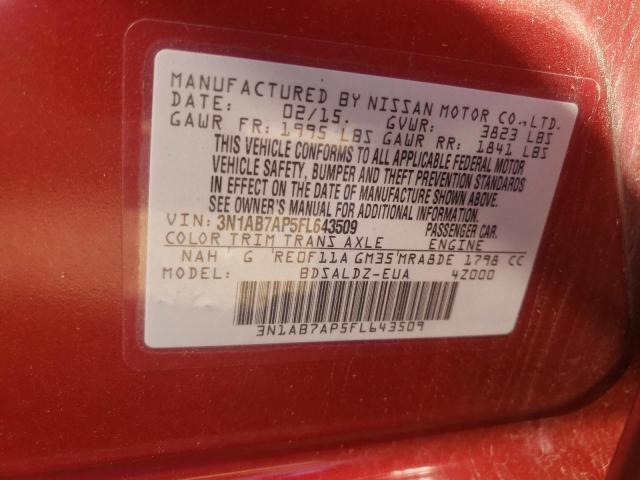 MANUFACTURED BY NISSAN MOTOR CO.,LTD.
DATE: 02/15. GVWR: 3823 LBS
GAWR FR: 1995 LBS GAWR RR: 1841 LBS
THIS VEHICLE CONFORMS TO ALL APPLICABLE FEDERAL MOTOR
VEHICLE SAFETY, BUMPER AND THEFT PREVENTION STANDARDS
IN EFFECT ON THE DATE OF MANUFACTURE SHOWN ABOVE.
SEE OWNER'S MANUAL FOR ADDITIONAL INFORMATION.
VIN: 3N1AB7AP5FL643509 PASSENGER CAR.
COLOR TRIM TRANS AXLE ENGINE
NAH G RE0F11A GM35 MRA8DE 1798 CC
MODEL: BDSALDZ-EUA 4Z000
3N1AB7AP5FL643509